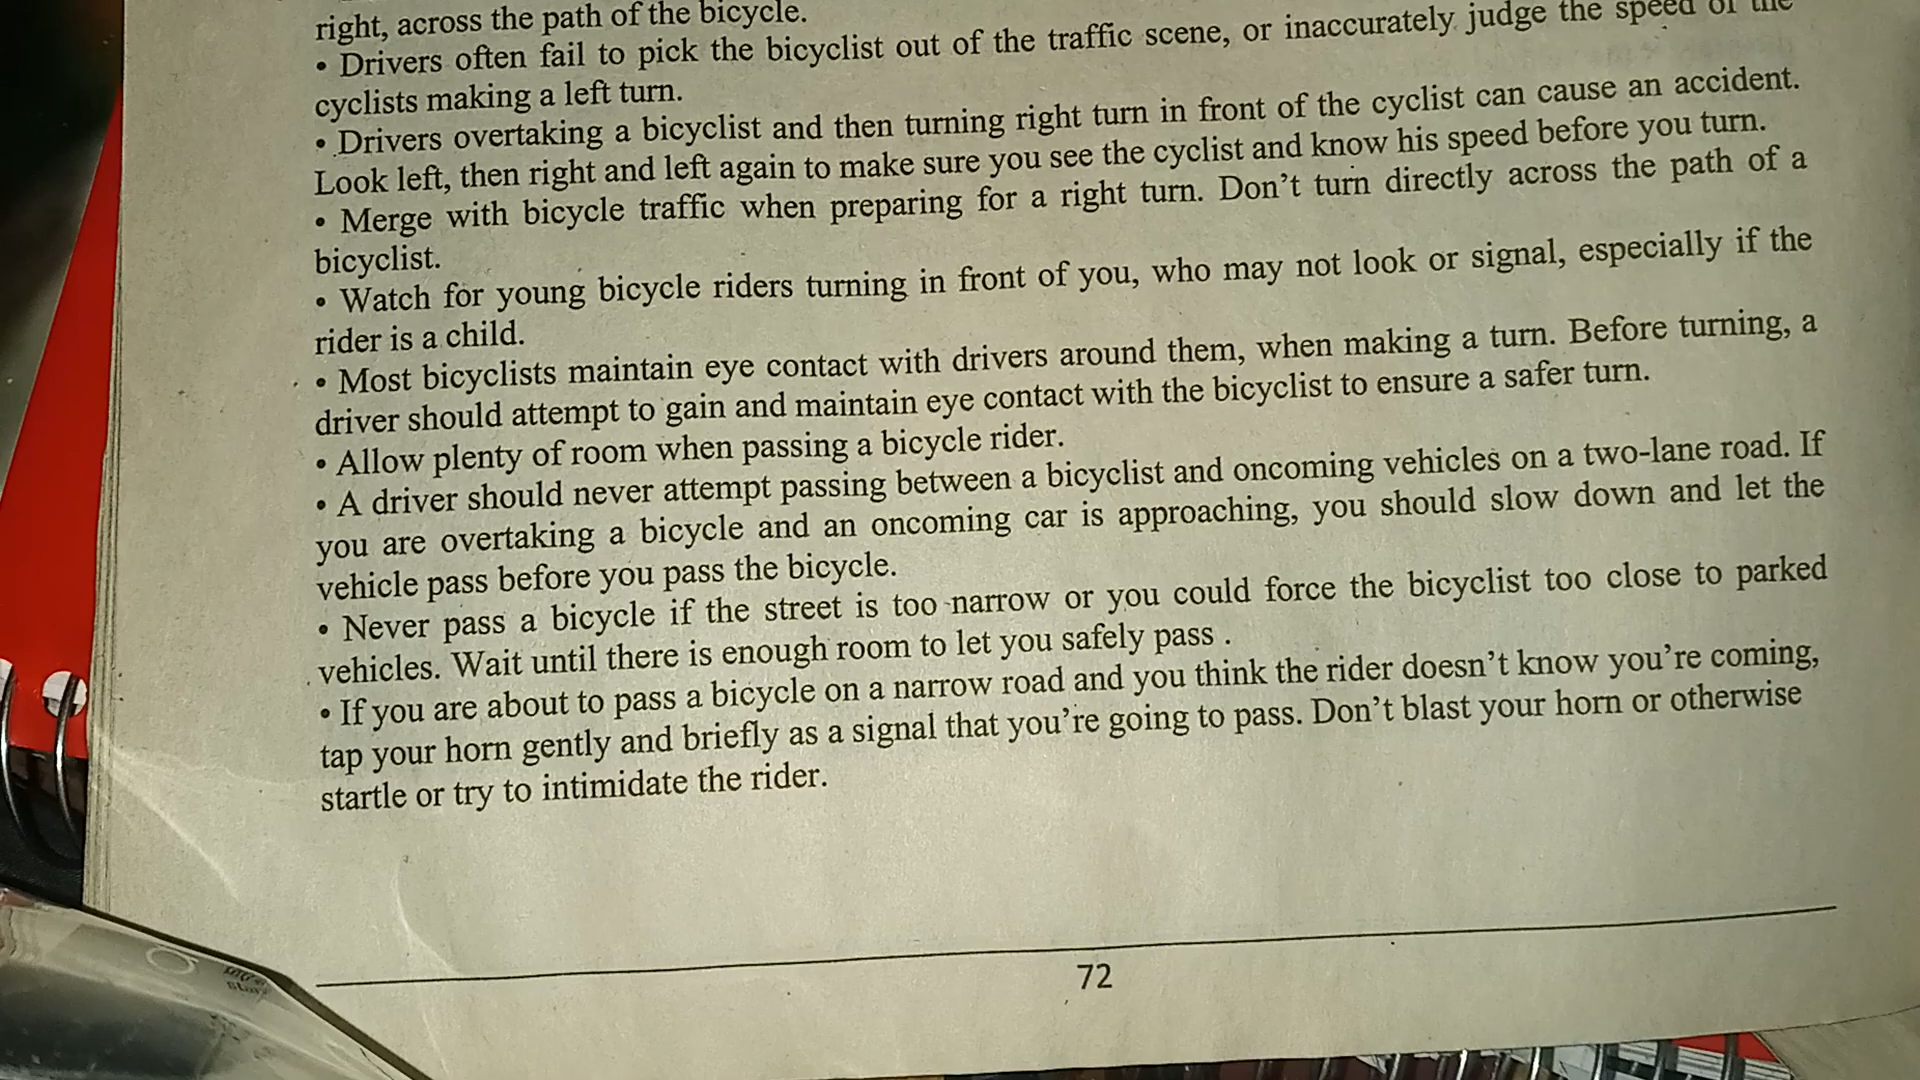 right, across the path of the bicycle.
• Drivers often fail to pick the bicyclist out of the traffic scene, or inaccurately judge the speed of the
cyclists making a left turn.
• Drivers overtaking a bicyclist and then turning right turn in front of the cyclist can cause an accident.
Look left, then right and left again to make sure you see the cyclist and know his speed before you turn.
• Merge with bicycle traffic when preparing for a right turn. Don't turn directly across the path of a
bicyclist.
• Watch for young bicycle riders turning in front of you, who may not look or signal, especially if the
rider is a child.
• Most bicyclists maintain eye contact with drivers around them, when making a turn. Before turning, a
driver should attempt to gain and maintain eye contact with the bicyclist to ensure a safer turn.
• Allow plenty of room when passing a bicycle rider.
• A driver should never attempt passing between a bicyclist and oncoming vehicles on a two-lane road. If
you are overtaking a bicycle and an oncoming car is approaching, you should slow down and let the
vehicle pass before you pass the bicycle.
• Never pass a bicycle if the street is too narrow or you could force the bicyclist too close to parked
vehicles. Wait until there is enough room to let you safely pass .
• If you are about to pass a bicycle on a narrow road and you think the rider doesn't know you're coming,
tap your horn gently and briefly as a signal that you're going to pass. Don't blast your horn or otherwise
startle or try to intimidate the rider.
72